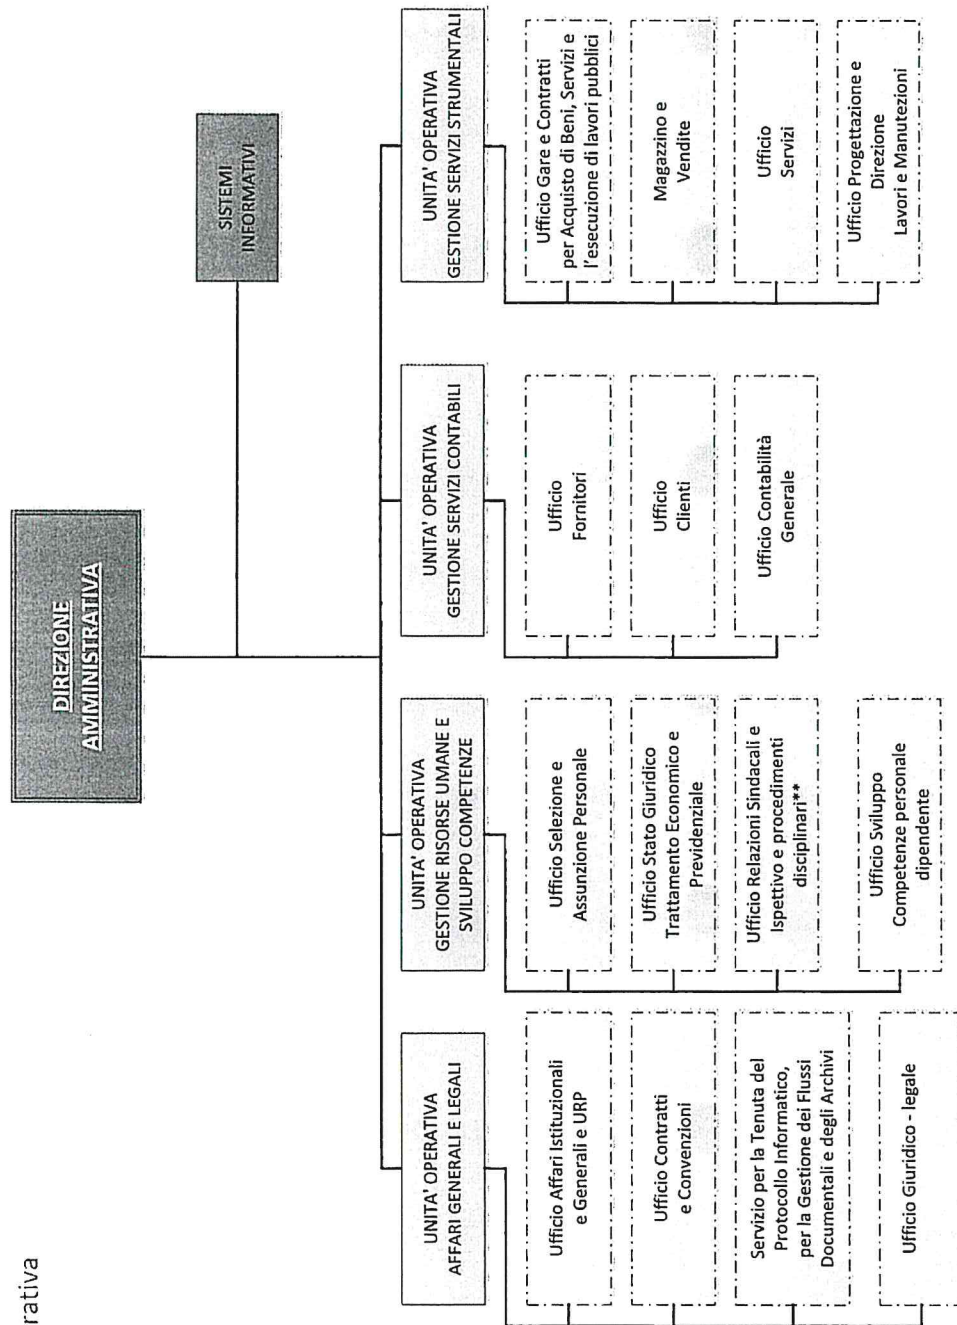 rativa
DIREZIONE
AMMINISTRATIVA
SISTEMI
INFORMATIVI
UNITA' OPERATIVA
AFFARI GENERALI E LEGALI
Ufficio Affari Istituzionali
e Generali e URP
Ufficio Contratti
e Convenzioni
Servizio per la Tenuta del
Protocollo Informatico,
per la Gestione dei Flussi
Documentali e degli Archivi
Ufficio Giuridico - legale
UNITA' OPERATIVA
GESTIONE RISORSE UMANE E
SVILUPPO COMPETENZE
Ufficio Selezione e
Assunzione Personale
Ufficio Stato Giuridico
Trattamento Economico e
Previdenziale
Ufficio Relazioni Sindacali e
Ispettivo e procedimenti
disciplinari**
Ufficio Sviluppo
Competenze personale
dipendente
UNITA' OPERATIVA
GESTIONE SERVIZI CONTABILI
Ufficio
Fornitori
Ufficio
Clienti
Ufficio Contabilità
Generale
UNITA' OPERATIVA
GESTIONE SERVIZI STRUMENTALI
Ufficio Gare e Contratti
per Acquisto di Beni, Servizi e
l'esecuzione di lavori pubblici
Magazzino e
Vendite
Ufficio
Servizi
Ufficio Progettazione e
Direzione
Lavori e Manutezioni